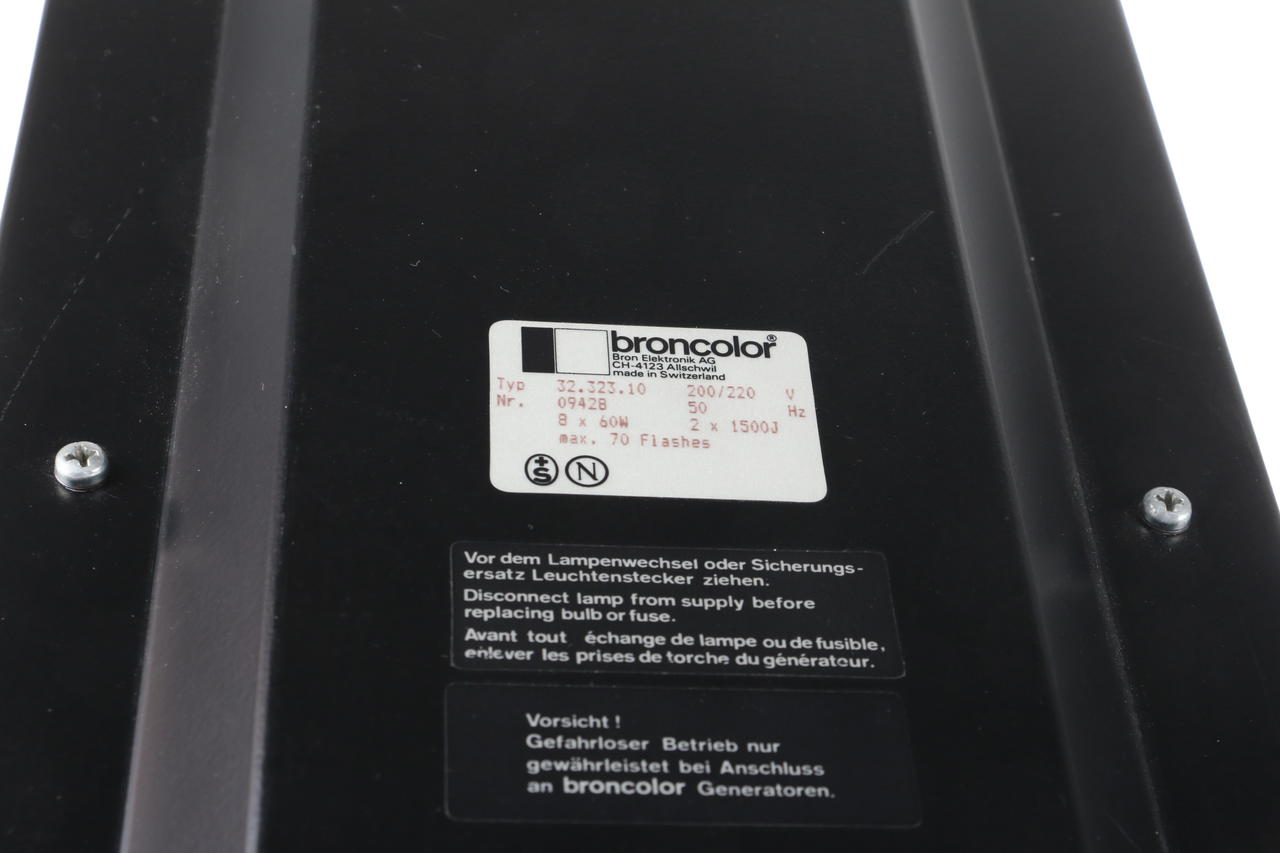 broncolor®
Bron Elektronik AG
CH-4123 Allschwil
made in Switzerland
Typ 32.323.10 200/220 V
Nr. 09428 50 Hz
8 x 60W 2 x 1500J
max. 70 Flashes
+S N
Vor dem Lampenwechsel oder Sicherungs-
ersatz Leuchtenstecker ziehen.
Disconnect lamp from supply before
replacing bulb or fuse.
Avant tout échange de lampe ou de fusible,
enlever les prises de torche du générateur.
Vorsicht !
Gefahrloser Betrieb nur
gewährleistet bei Anschluss
an broncolor Generatoren.